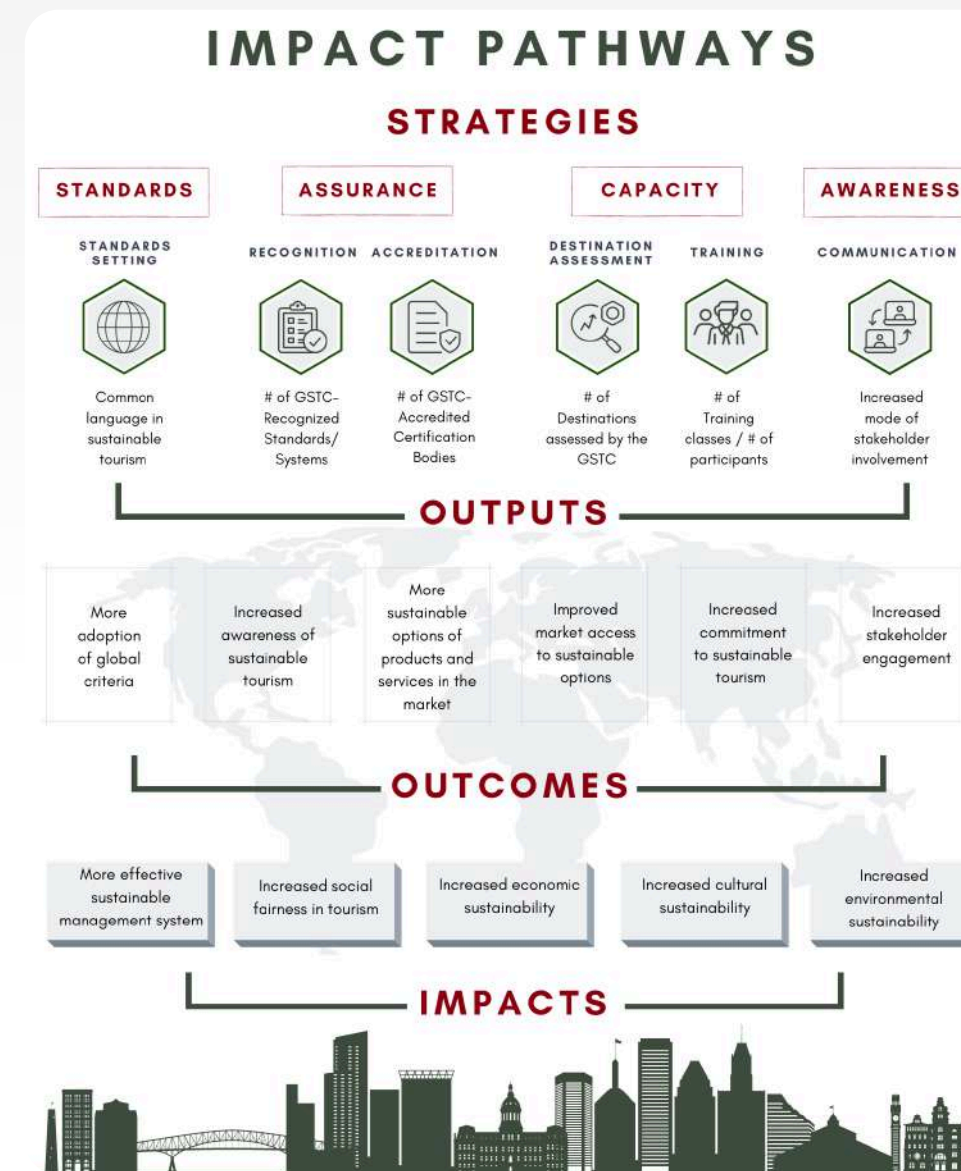 IMPACT PATHWAYS
STRATEGIES
STANDARDS
ASSURANCE
CAPACITY
AWARENESS
STANDARDS
SETTING
RECOGNITION
ACCREDITATION
DESTINATION
ASSESSMENT
TRAINING
COMMUNICATION
Common
language in
sustainable
tourism
# of GSTC-
Recognized
Standards/
Systems
# of GSTC-
Accredited
Certification
Bodies
# of
Destinations
assessed by the
GSTC
# of
Training
classes / # of
participants
Increased
mode of
stakeholder
involvement
OUTPUTS
More
adoption
of global
criteria
Increased
awareness of
sustainable
tourism
More
sustainable
options of
products and
services in the
market
Improved
market access
to sustainable
options
Increased
commitment
to sustainable
tourism
Increased
stakeholder
engagement
OUTCOMES
More effective
sustainable
management system
Increased social
fairness in tourism
Increased economic
sustainability
Increased cultural
sustainability
Increased
environmental
sustainability
IMPACTS